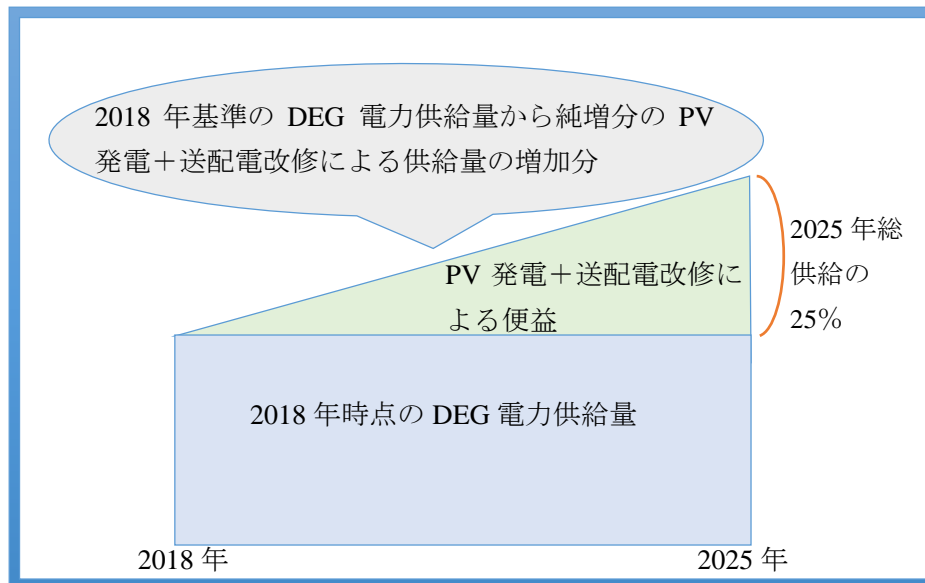 2018 年基準の DEG 電力供給量から純増分の PV
発電＋送配電改修による供給量の増加分
2025 年総
供給の
25％
PV 発電＋送配電改修に
よる便益
2018 年時点の DEG 電力供給量
2018 年
2025 年